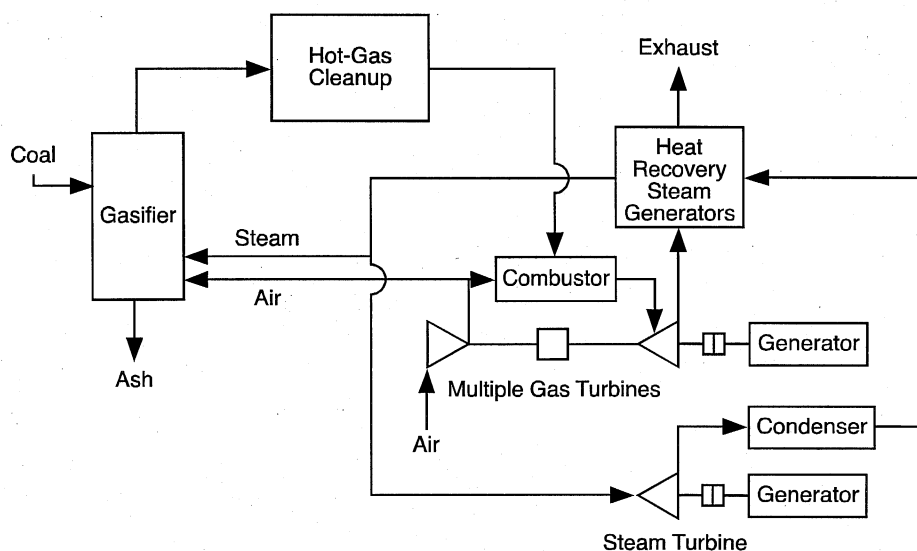 Exhaust
Hot-Gas
Cleanup
Coal
Gasifier
Heat
Recovery
Steam
Generators
Steam
Air
Combustor
Ash
Multiple Gas Turbines
Generator
Air
Condenser
Generator
Steam Turbine